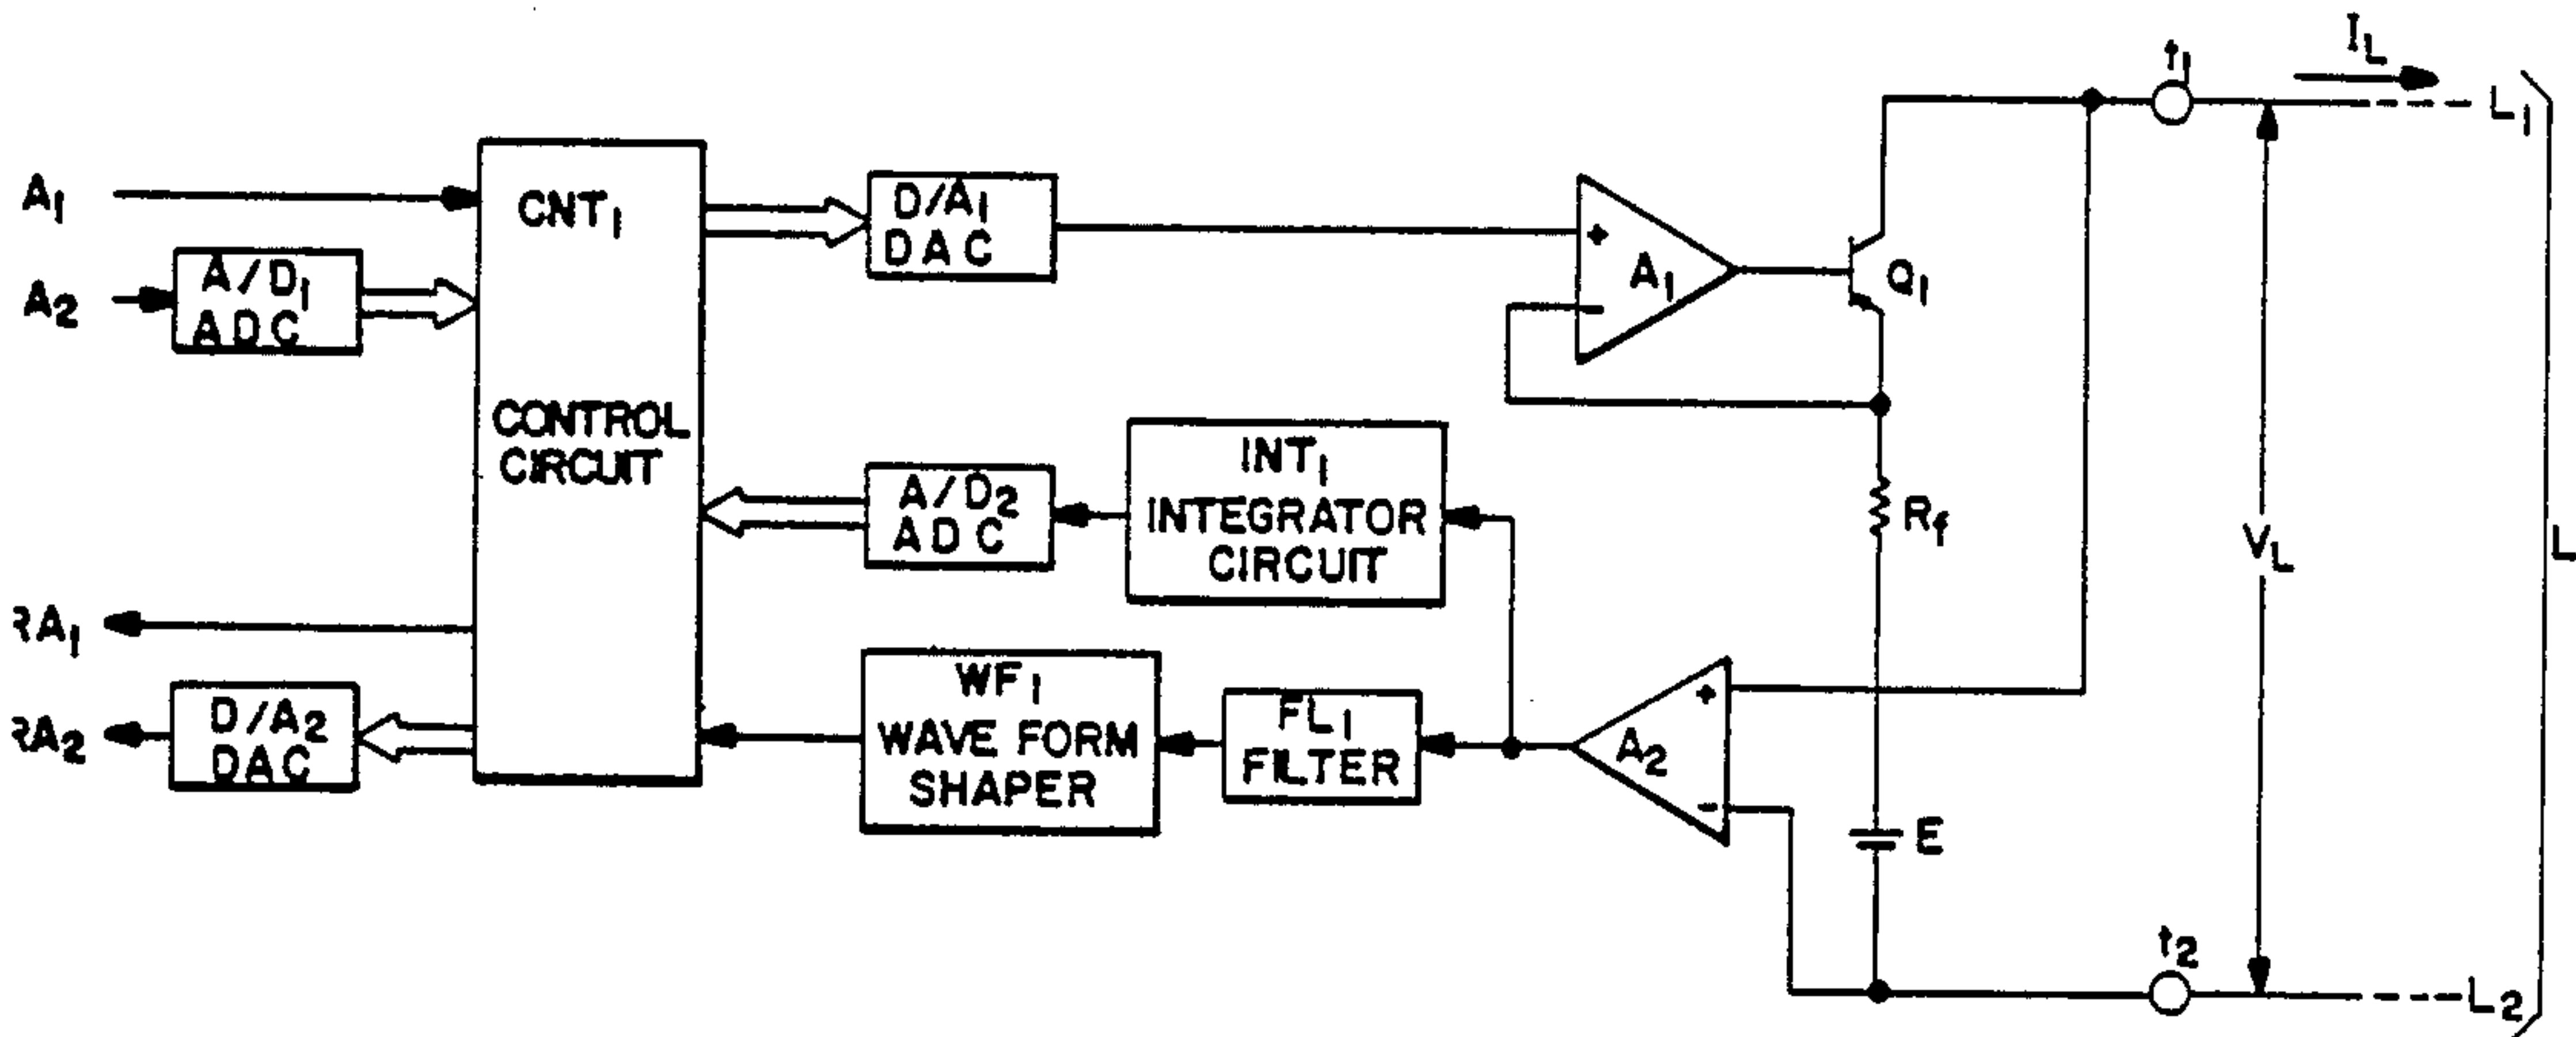 A1
A2
A/D1
ADC
CNT1
CONTROL
CIRCUIT
D/A1
DAC
+
-
A1
Q1
t1
IL
L1
INT1
INTEGRATOR
CIRCUIT
A/D2
ADC
Rf
VL
L
RA1
RA2
D/A2
DAC
WF1
WAVE FORM
SHAPER
FL1
FILTER
A2
+
-
E
t2
L2